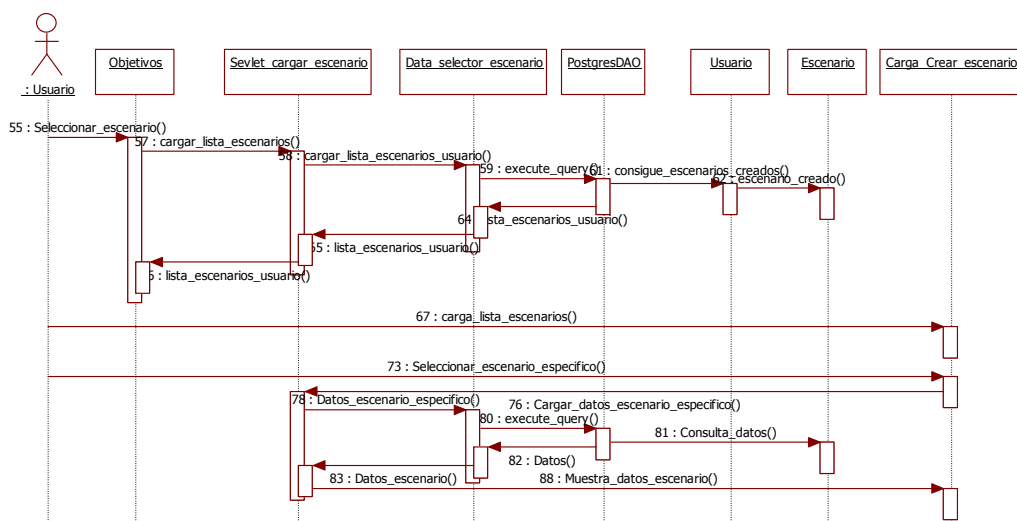 : Usuario
Objetivos
Sevlet_cargar_escenario
Data_selector_escenario
PostgresDAO
Usuario
Escenario
Carga_Crear_escenario
55 : Seleccionar_escenario()
57 : cargar_lista_escenarios()
58 : cargar_lista_escenarios_usuario()
59 : execute_query()
61 : consigue_escenarios_creados()
62 : escenario_creado()
64 : lista_escenarios_usuario()
65 : lista_escenarios_usuario()
: lista_escenarios_usuario()
67 : carga_lista_escenarios()
73 : Seleccionar_escenario_especifico()
76 : Cargar_datos_escenario_especifico()
78 : Datos_escenario_especifico()
80 : execute_query()
81 : Consulta_datos()
82 : Datos()
83 : Datos_escenario()
88 : Muestra_datos_escenario()